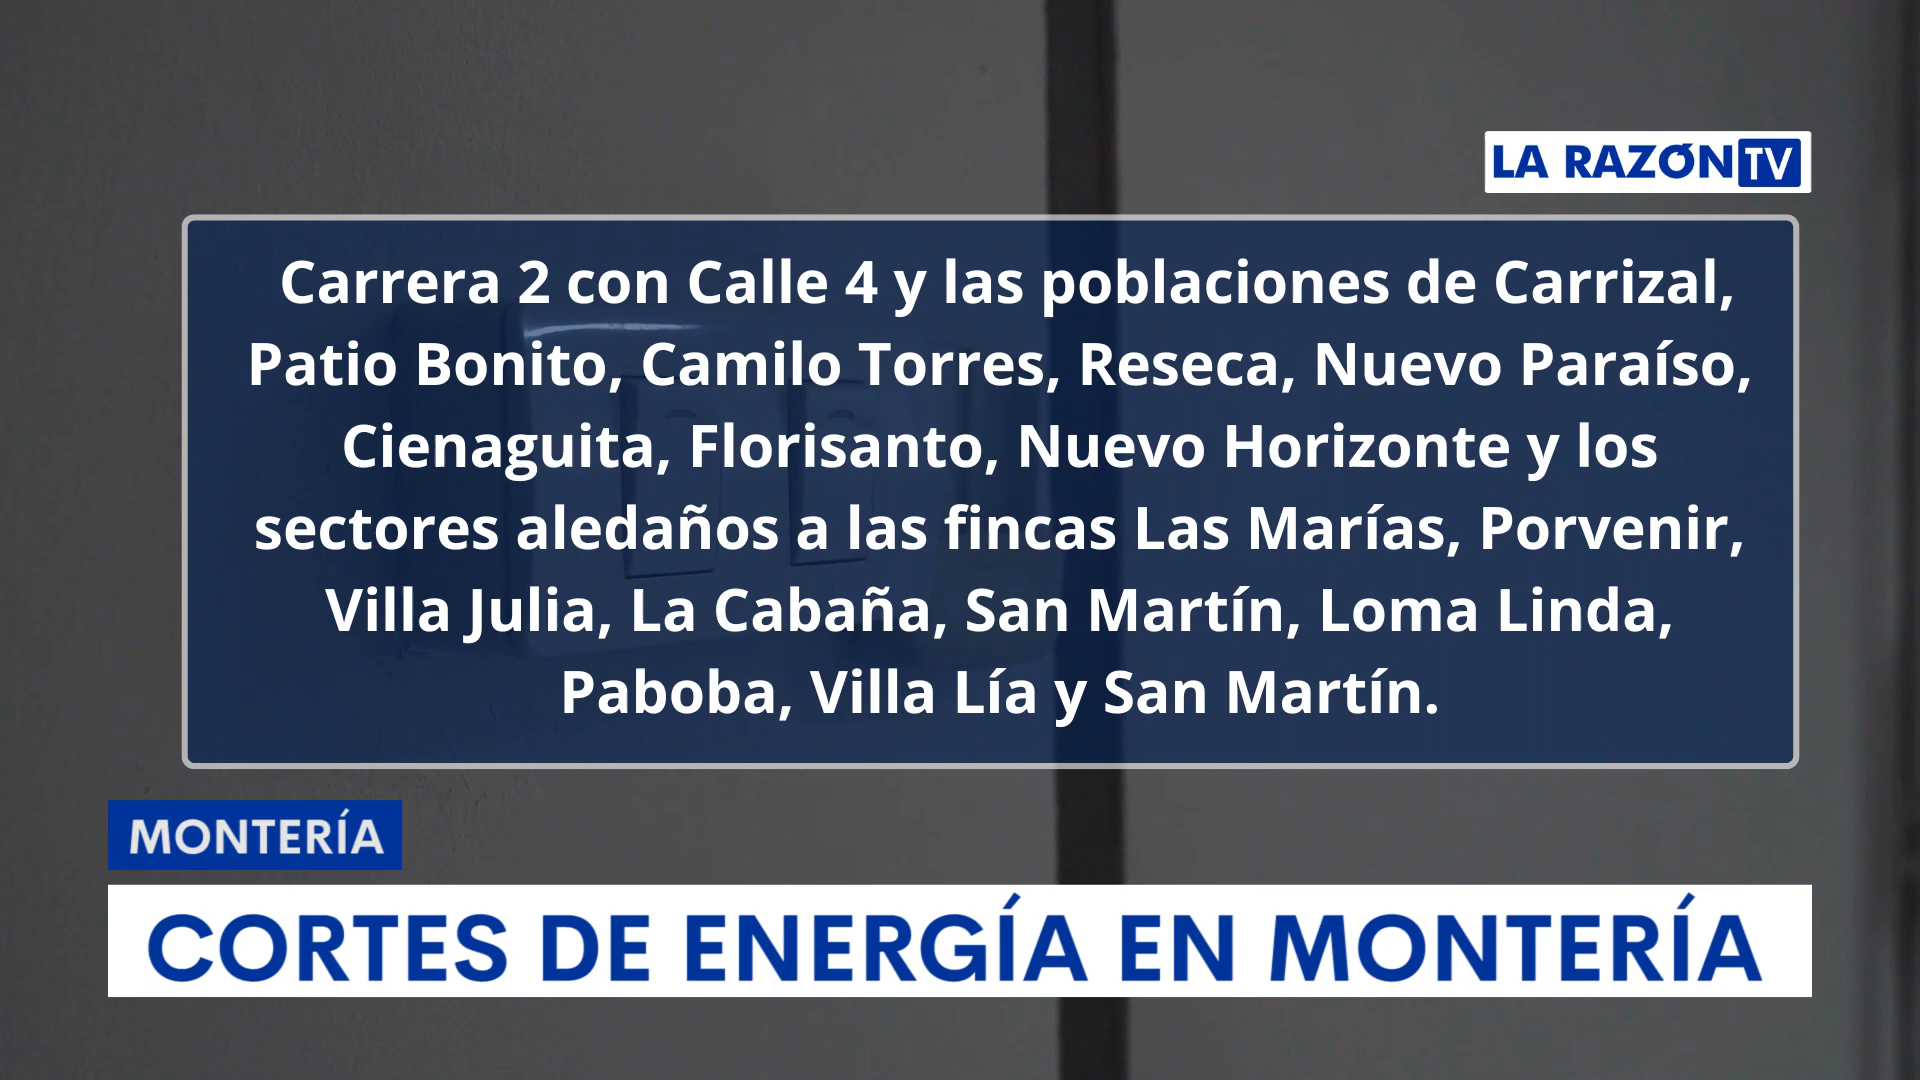 LA RAZÓN TV
Carrera 2 con Calle 4 y las poblaciones de Carrizal,
Patio Bonito, Camilo Torres, Reseca, Nuevo Paraíso,
Cienaguita, Florisanto, Nuevo Horizonte y los
sectores aledaños a las fincas Las Marías, Porvenir,
Villa Julia, La Cabaña, San Martín, Loma Linda,
Paboba, Villa Lía y San Martín.
MONTERÍA
CORTES DE ENERGÍA EN MONTERÍA